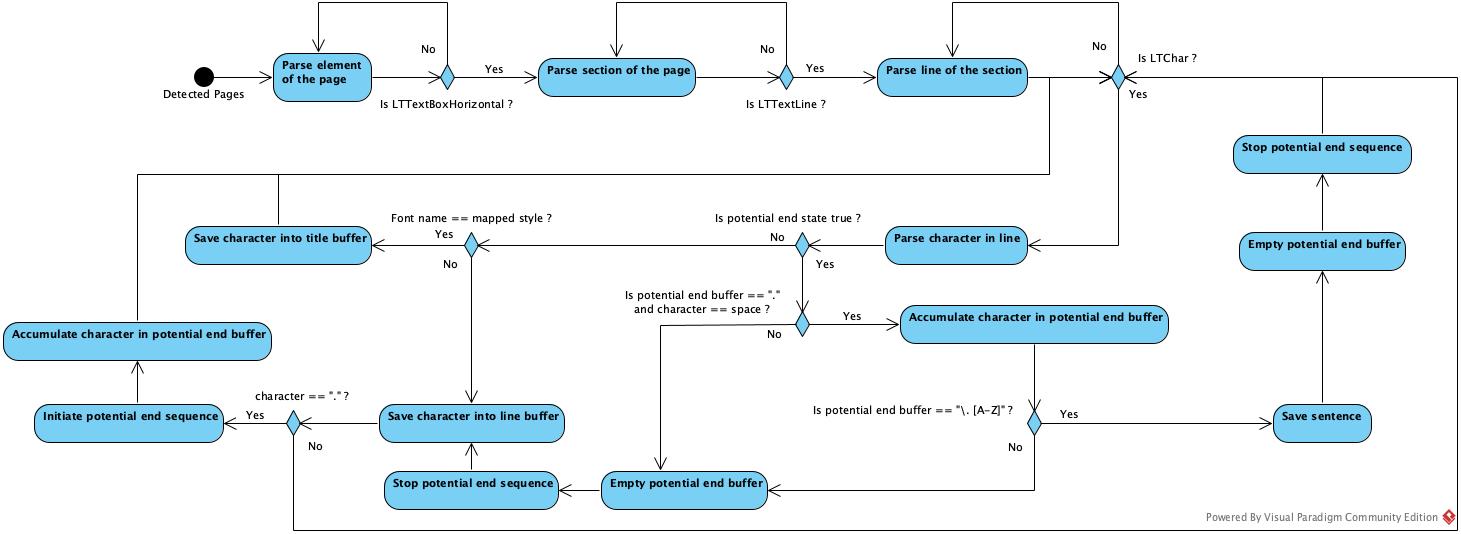 No
No
No
Is LTChar ?
Parse element
of the page
Yes
Parse section of the page
Yes
Parse line of the section
Detected Pages
Is LTTextBoxHorizontal ?
Is LTTextLine ?
Yes
Stop potential end sequence
Font name == mapped style ?
Is potential end state true ?
Save character into title buffer
Yes
No
Parse character in line
Empty potential end buffer
No
Yes
Is potential end buffer == "."
and character == space ?
Yes
Accumulate character in potential end buffer
No
Accumulate character in potential end buffer
character == "." ?
Is potential end buffer == "\. [A-Z]" ?
Initiate potential end sequence
Yes
Save character into line buffer
Yes
Save sentence
No
No
Stop potential end sequence
Empty potential end buffer
Powered By Visual Paradigm Community Edition